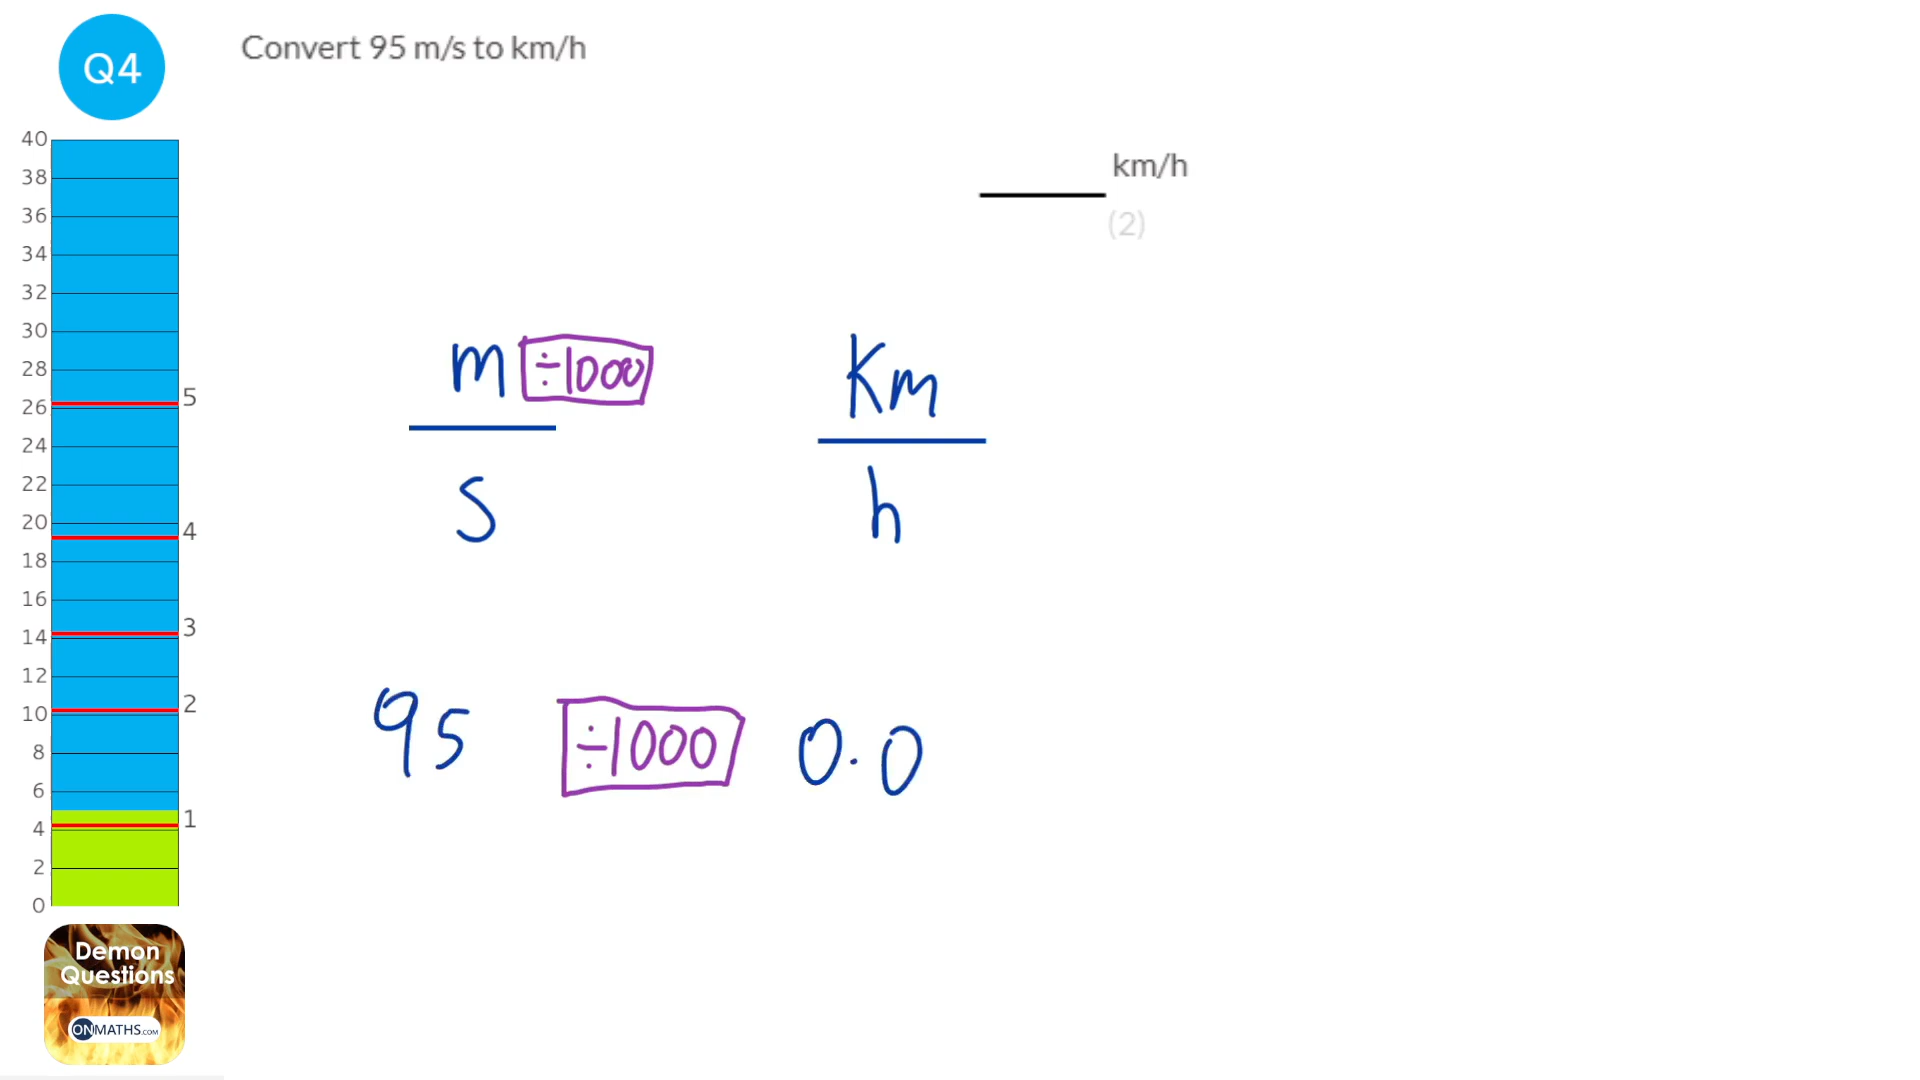 Q4
Convert 95 m/s to km/h
km/h
(2)
40
38
36
34
32
30
28
26
24
22
20
18
16
14
12
10
8
6
4
2
0
5
4
3
2
1
m ÷1000
s
Km
h
95 ÷1000 0.0
Demon
Questions
ONMATHS.COM